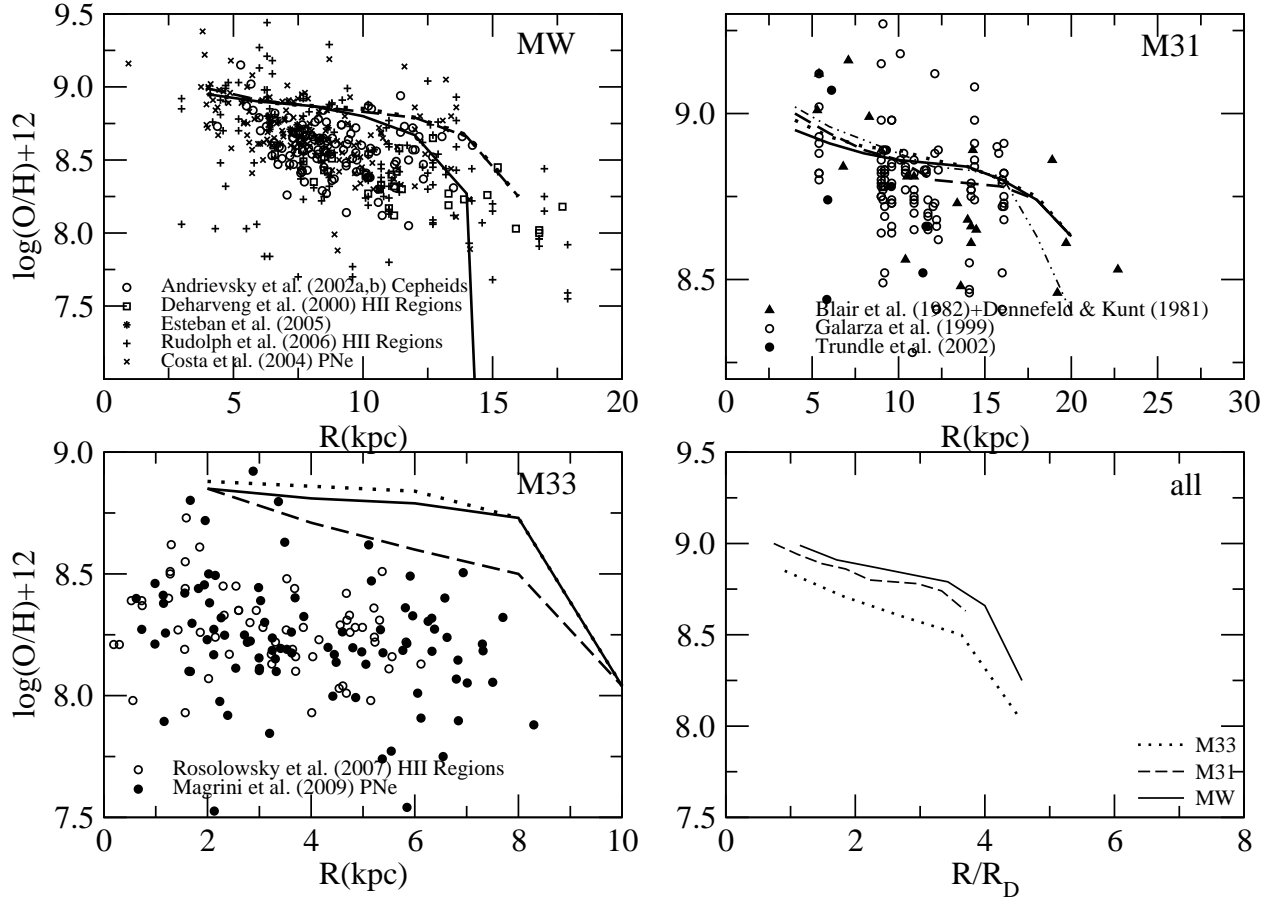 MW
9.5
9.0
8.5
8.0
7.5
log(O/H)+12
Andrievsky et al. (2002a,b) Cepheids
Deharveng et al. (2000) HII Regions
Esteban et al. (2005)
Rudolph et al. (2006) HII Regions
Costa et al. (2004) PNe
0 5 10 15 20
R(kpc)
M31
9.0
8.5
Blair et al. (1982)+Dennefeld & Kunt (1981)
Galarza et al. (1999)
Trundle et al. (2002)
0 5 10 15 20 25 30
R(kpc)
M33
9.0
8.5
8.0
7.5
log(O/H)+12
Rosolowsky et al. (2007) HII Regions
Magrini et al. (2009) PNe
0 2 4 6 8 10
R(kpc)
all
9.5
9.0
8.5
8.0
7.5
M33
M31
MW
0 2 4 6 8
R/R_D